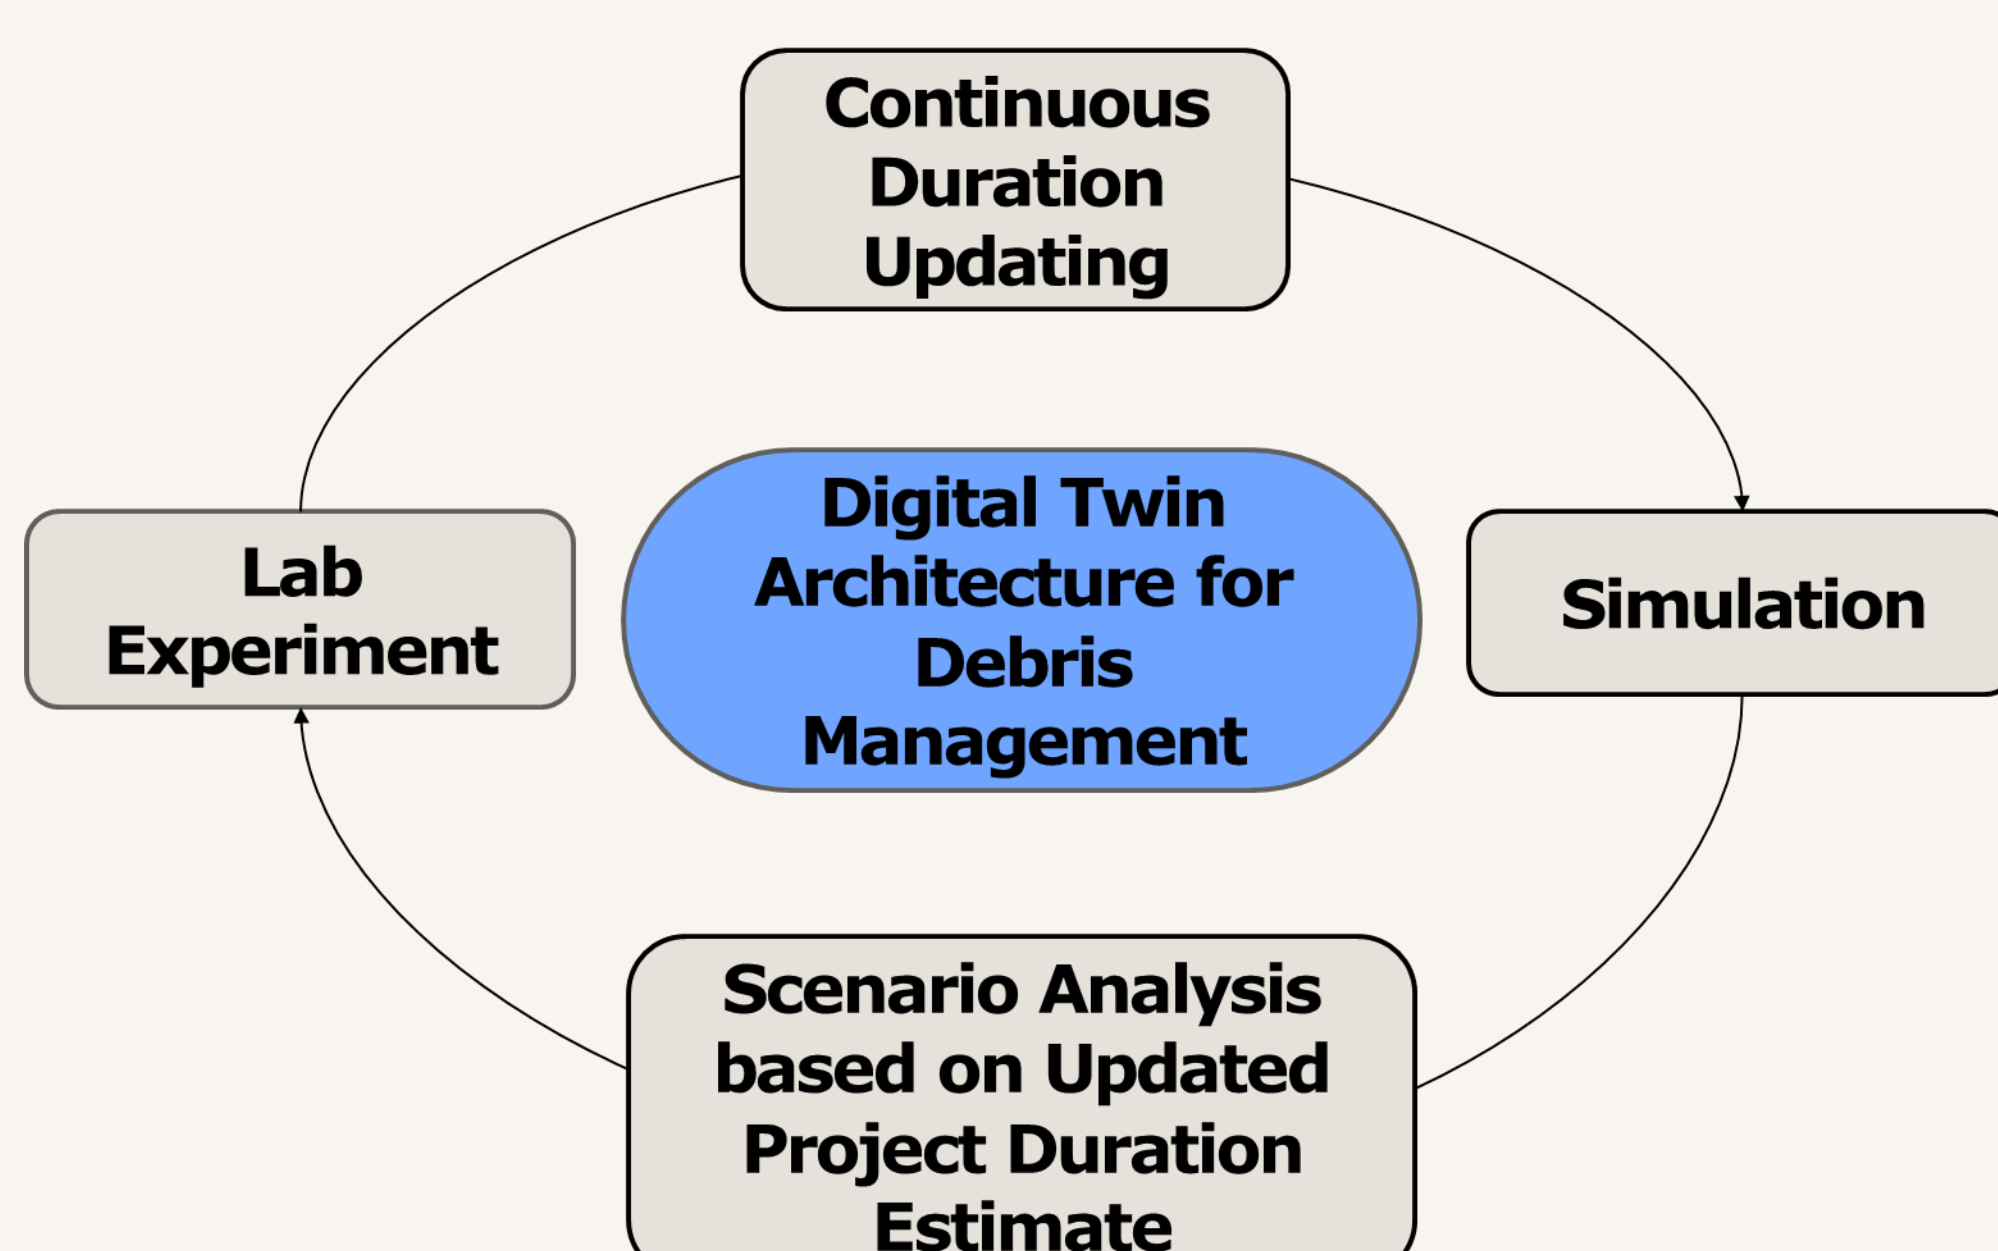 Continuous
Duration
Updating
Digital Twin
Architecture for
Debris
Management
Lab
Experiment
Simulation
Scenario Analysis
based on Updated
Project Duration
Estimate